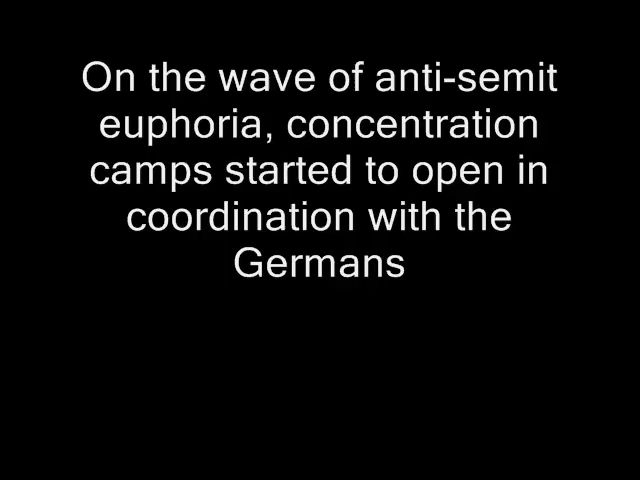 On the wave of anti-semit
euphoria, concentration
camps started to open in
coordination with the
Germans